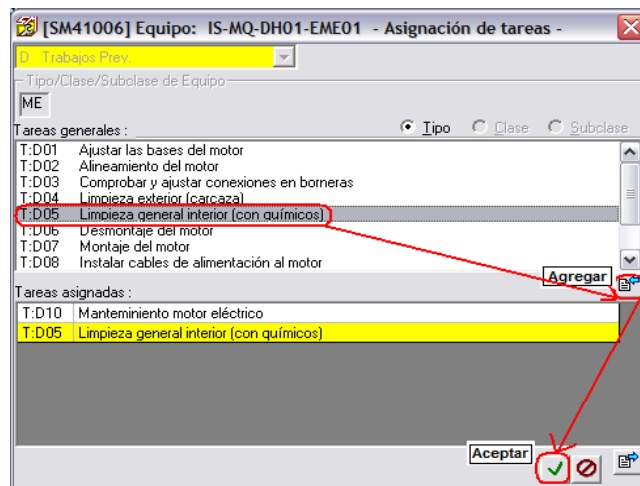 [SM41006] Equipo: IS-MQ-DH01-EME01 - Asignación de tareas -
D Trabajos Prev.
Tipo/Clase/Subclase de Equipo
ME
Tareas generales :
Tipo Clase Subclase
T:D01 Ajustar las bases del motor
T:D02 Alineamiento del motor
T:D03 Comprobar y ajustar conexiones en borneras
T:D04 Limpieza exterior (carcaza)
T:D05 Limpieza general interior (con químicos)
T:D06 Desmontaje del motor
T:D07 Montaje del motor
T:D08 Instalar cables de alimentación al motor
Agregar
Tareas asignadas :
T:D10 Manteminiento motor eléctrico
T:D05 Limpieza general interior (con químicos)
Aceptar